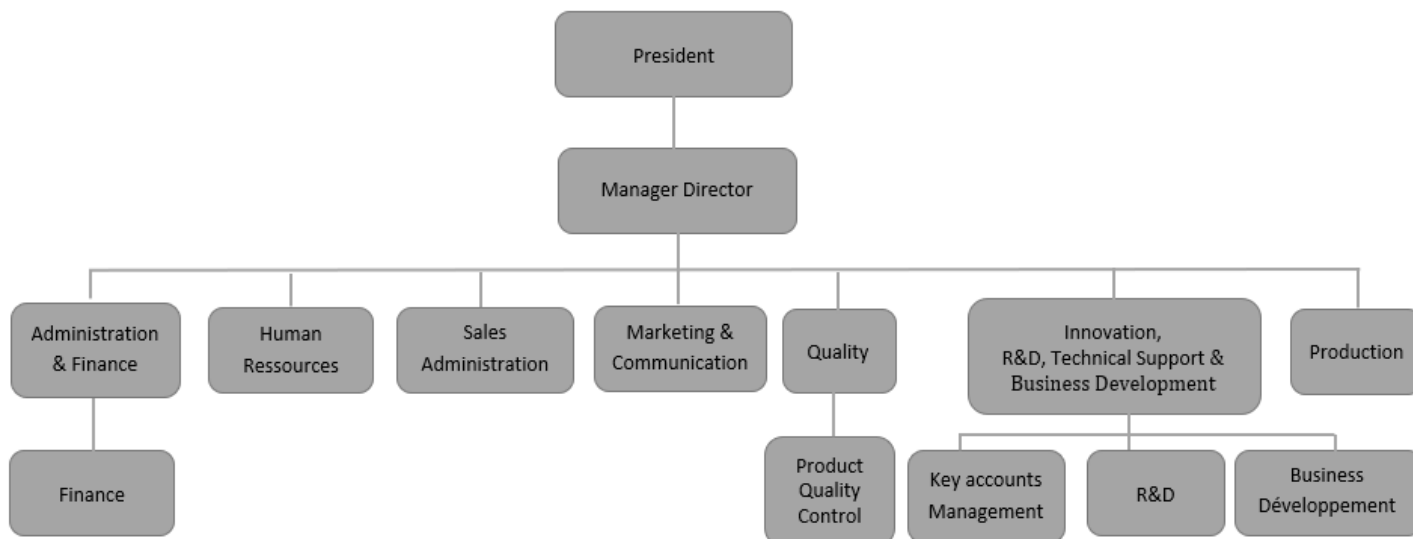 President
Manager Director
Administration
& Finance
Human
Ressources
Sales
Administration
Marketing &
Communication
Quality
Innovation,
R&D, Technical Support &
Business Development
Production
Finance
Product
Quality
Control
Key accounts
Management
R&D
Business
Développement